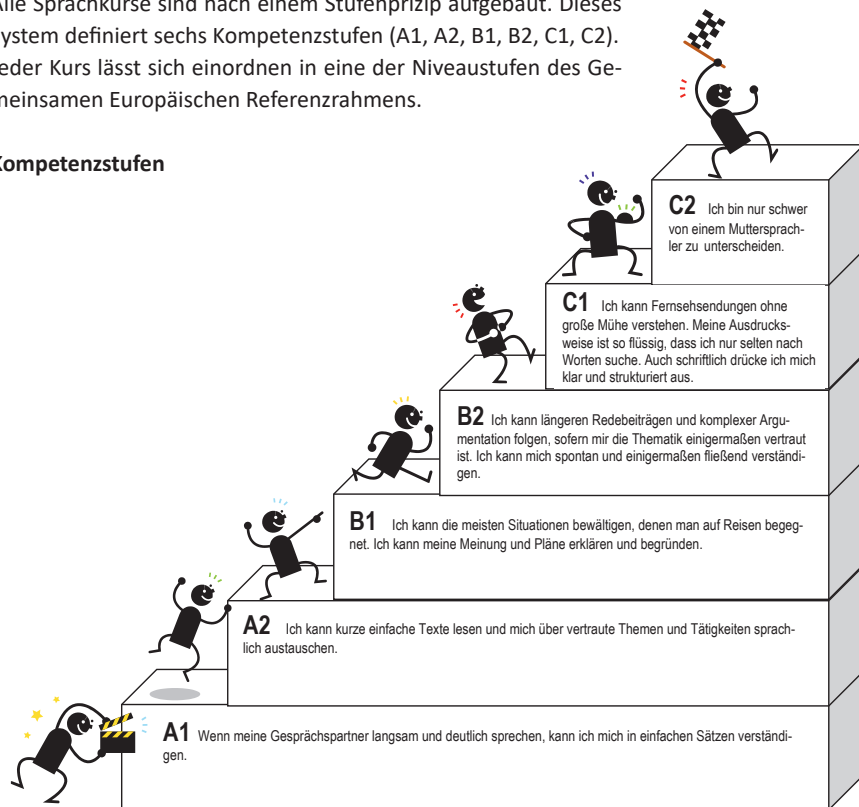 Alle Sprachkurse sind nach einem Stufenprizip aufgebaut. Dieses
System definiert sechs Kompetenzstufen (A1, A2, B1, B2, C1, C2).
Jeder Kurs lässt sich einordnen in eine der Niveaustufen des Ge-
meinsamen Europäischen Referenzrahmens.
Kompetenzstufen
C2 Ich bin nur schwer
von einem Muttersprach-
ler zu unterscheiden.
C1 Ich kann Fernsehsendungen ohne
große Mühe verstehen. Meine Ausdrucks-
weise ist so flüssig, dass ich nur selten nach
Worten suche. Auch schriftlich drücke ich mich
klar und strukturiert aus.
B2 Ich kann längeren Redebeiträgen und komplexer Argu-
mentation folgen, sofern mir die Thematik einigermaßen vertraut
ist. Ich kann mich spontan und einigermaßen fließend verständi-
gen.
B1 Ich kann die meisten Situationen bewältigen, denen man auf Reisen begeg-
net. Ich kann meine Meinung und Pläne erklären und begründen.
A2 Ich kann kurze einfache Texte lesen und mich über vertraute Themen und Tätigkeiten sprach-
lich austauschen.
A1 Wenn meine Gesprächspartner langsam und deutlich sprechen, kann ich mich in einfachen Sätzen verständi-
gen.